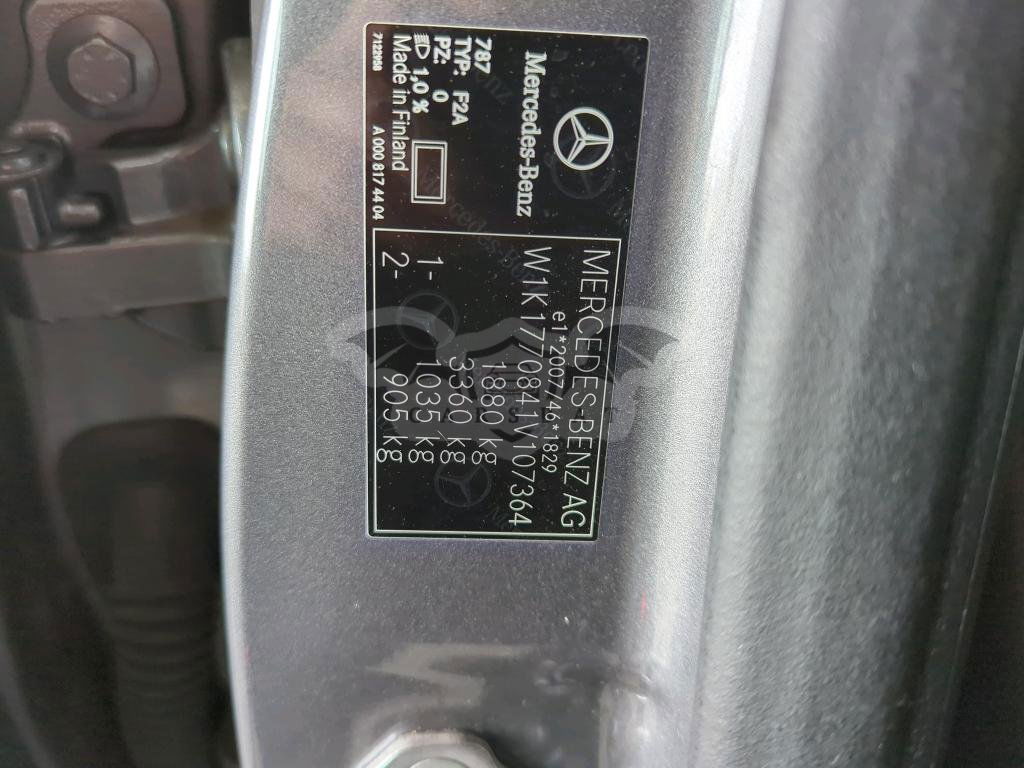 Mercedes-Benz
787
TYP: F2A
PZ: 0
1,0 %
Made in Finland
7120568 A 000 817 44 04
MERCEDES-BENZ AG
e1*2007/46*1829
W1K1770841V107364
1880 kg
3360 kg
1- 1035 kg
2- 905 kg